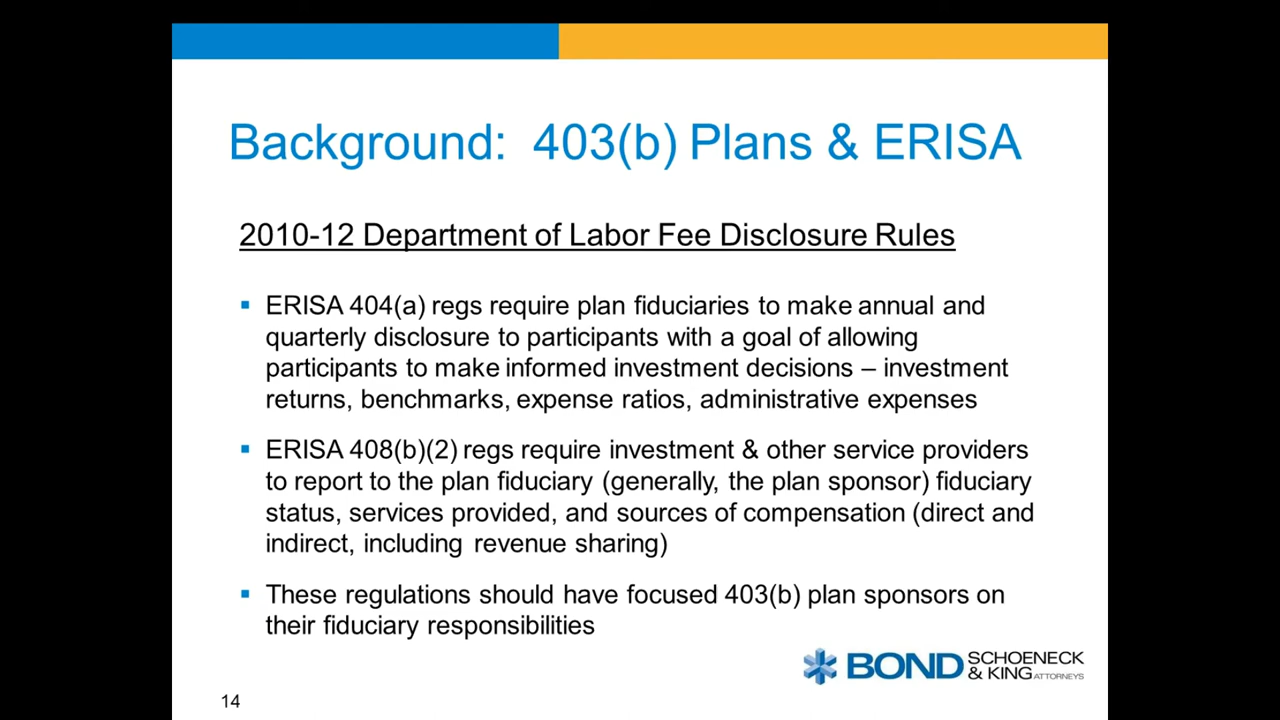 Background:  403(b) Plans & ERISA
2010-12 Department of Labor Fee Disclosure Rules
▪ ERISA 404(a) regs require plan fiduciaries to make annual and
quarterly disclosure to participants with a goal of allowing
participants to make informed investment decisions – investment
returns, benchmarks, expense ratios, administrative expenses
▪ ERISA 408(b)(2) regs require investment & other service providers
to report to the plan fiduciary (generally, the plan sponsor) fiduciary
status, services provided, and sources of compensation (direct and
indirect, including revenue sharing)
▪ These regulations should have focused 403(b) plan sponsors on
their fiduciary responsibilities
BOND SCHOENECK
& KING ATTORNEYS
14